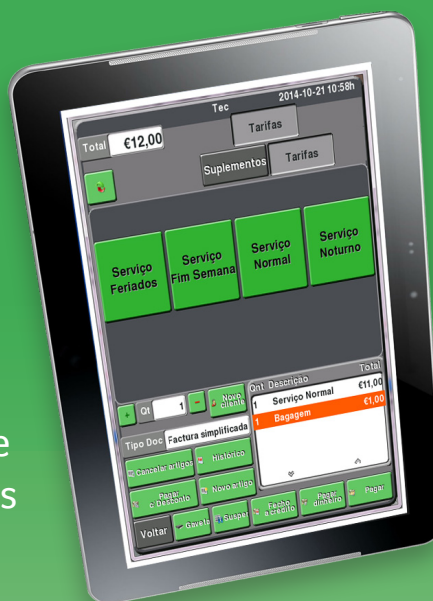 Tec
2014-10-21 10:58h
Total €12,00
Tarifas
Suplementos Tarifas
Serviço Feriados
Serviço Fim Semana
Serviço Normal
Serviço Noturno
Qt 1
Novo cliente
Qnt Descrição Total
1 Serviço Normal €11,00
1 Bagagem €1,00
Tipo Doc Factura simplificada
Cancelar artigos
Histórico
Pagar c Desconto
Novo artigo
Voltar
Gaveta
Suspen
Fecho a crédito
Pagar dinheiro
Pagar
e
s